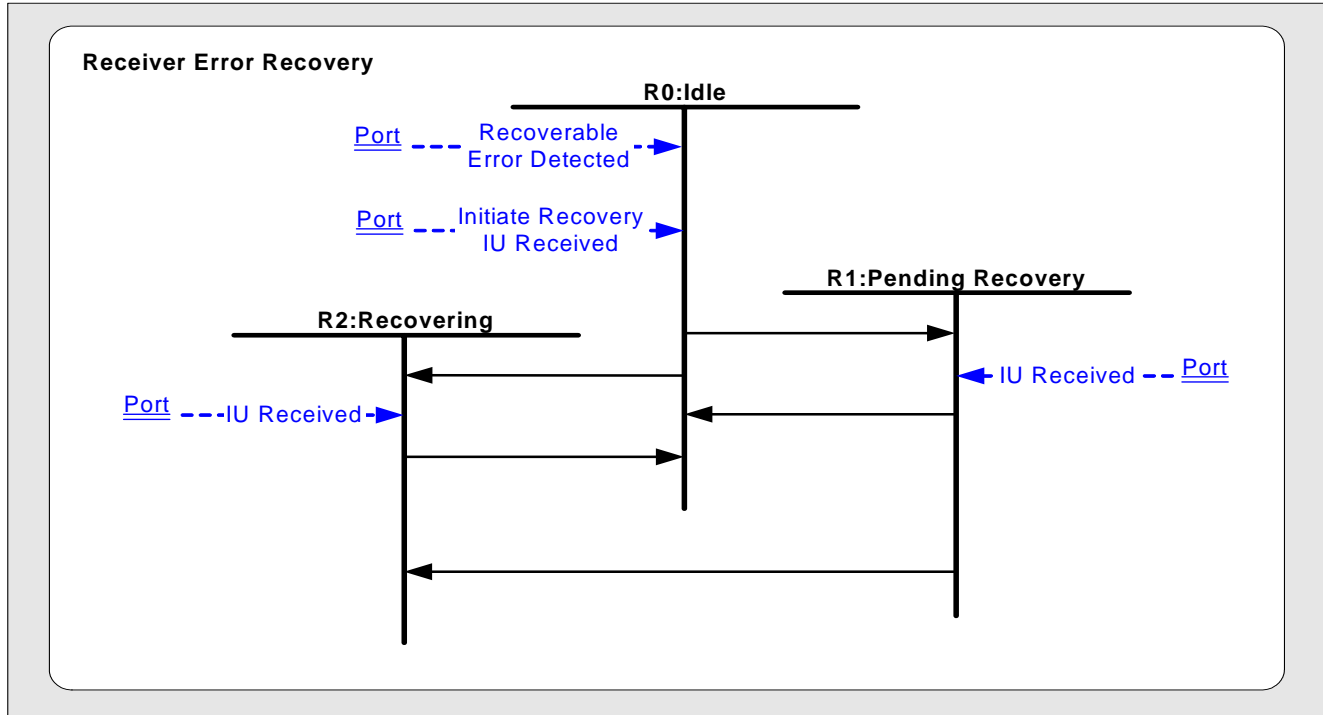 Receiver Error Recovery
R0:Idle
Port
Recoverable
Error Detected
Port
Initiate Recovery
IU Received
R1:Pending Recovery
R2:Recovering
IU Received
Port
Port
IU Received